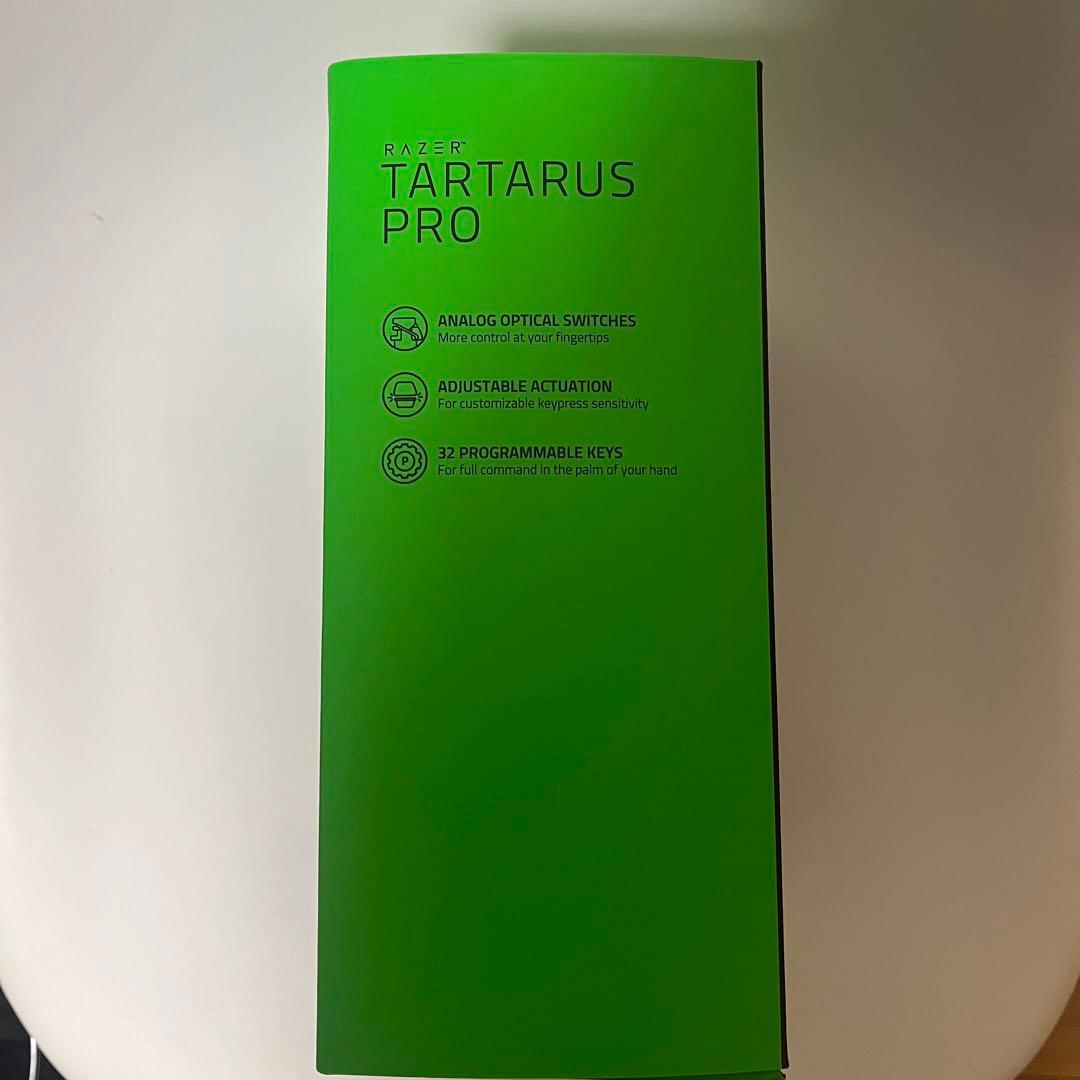 RAZER™
TARTARUS
PRO
ANALOG OPTICAL SWITCHES
More control at your fingertips
ADJUSTABLE ACTUATION
For customizable keypress sensitivity
P
32 PROGRAMMABLE KEYS
For full command in the palm of your hand